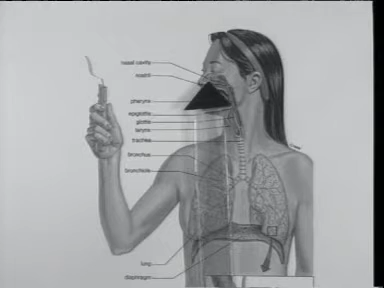 nasal cavity
nostril
pharynx
epiglottis
glottis
larynx
trachea
bronchus
bronchiole
lung
diaphragm